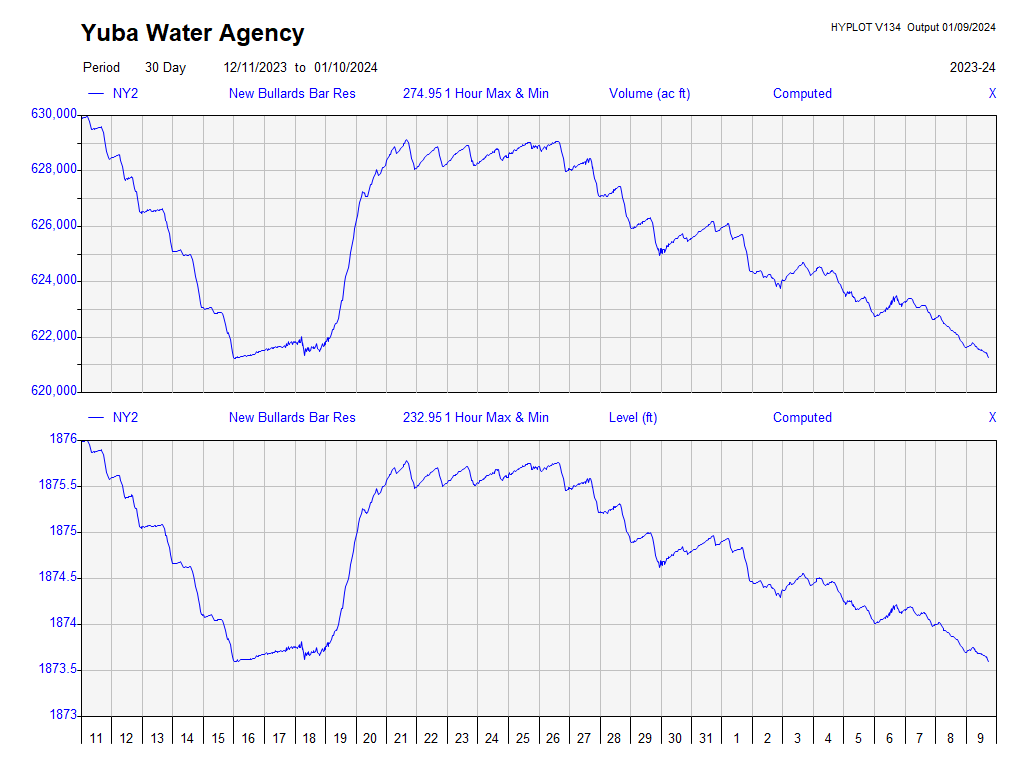 Yuba Water Agency
HYPLOT V134 Output 01/09/2024
Period 30 Day 12/11/2023 to 01/10/2024 2023-24
NY2 New Bullards Bar Res 274.95 1 Hour Max & Min Volume (ac ft) Computed X
630,000
628,000
626,000
624,000
622,000
620,000
NY2 New Bullards Bar Res 232.95 1 Hour Max & Min Level (ft) Computed X
1876
1875.5
1875
1874.5
1874
1873.5
1873
11 12 13 14 15 16 17 18 19 20 21 22 23 24 25 26 27 28 29 30 31 1 2 3 4 5 6 7 8 9